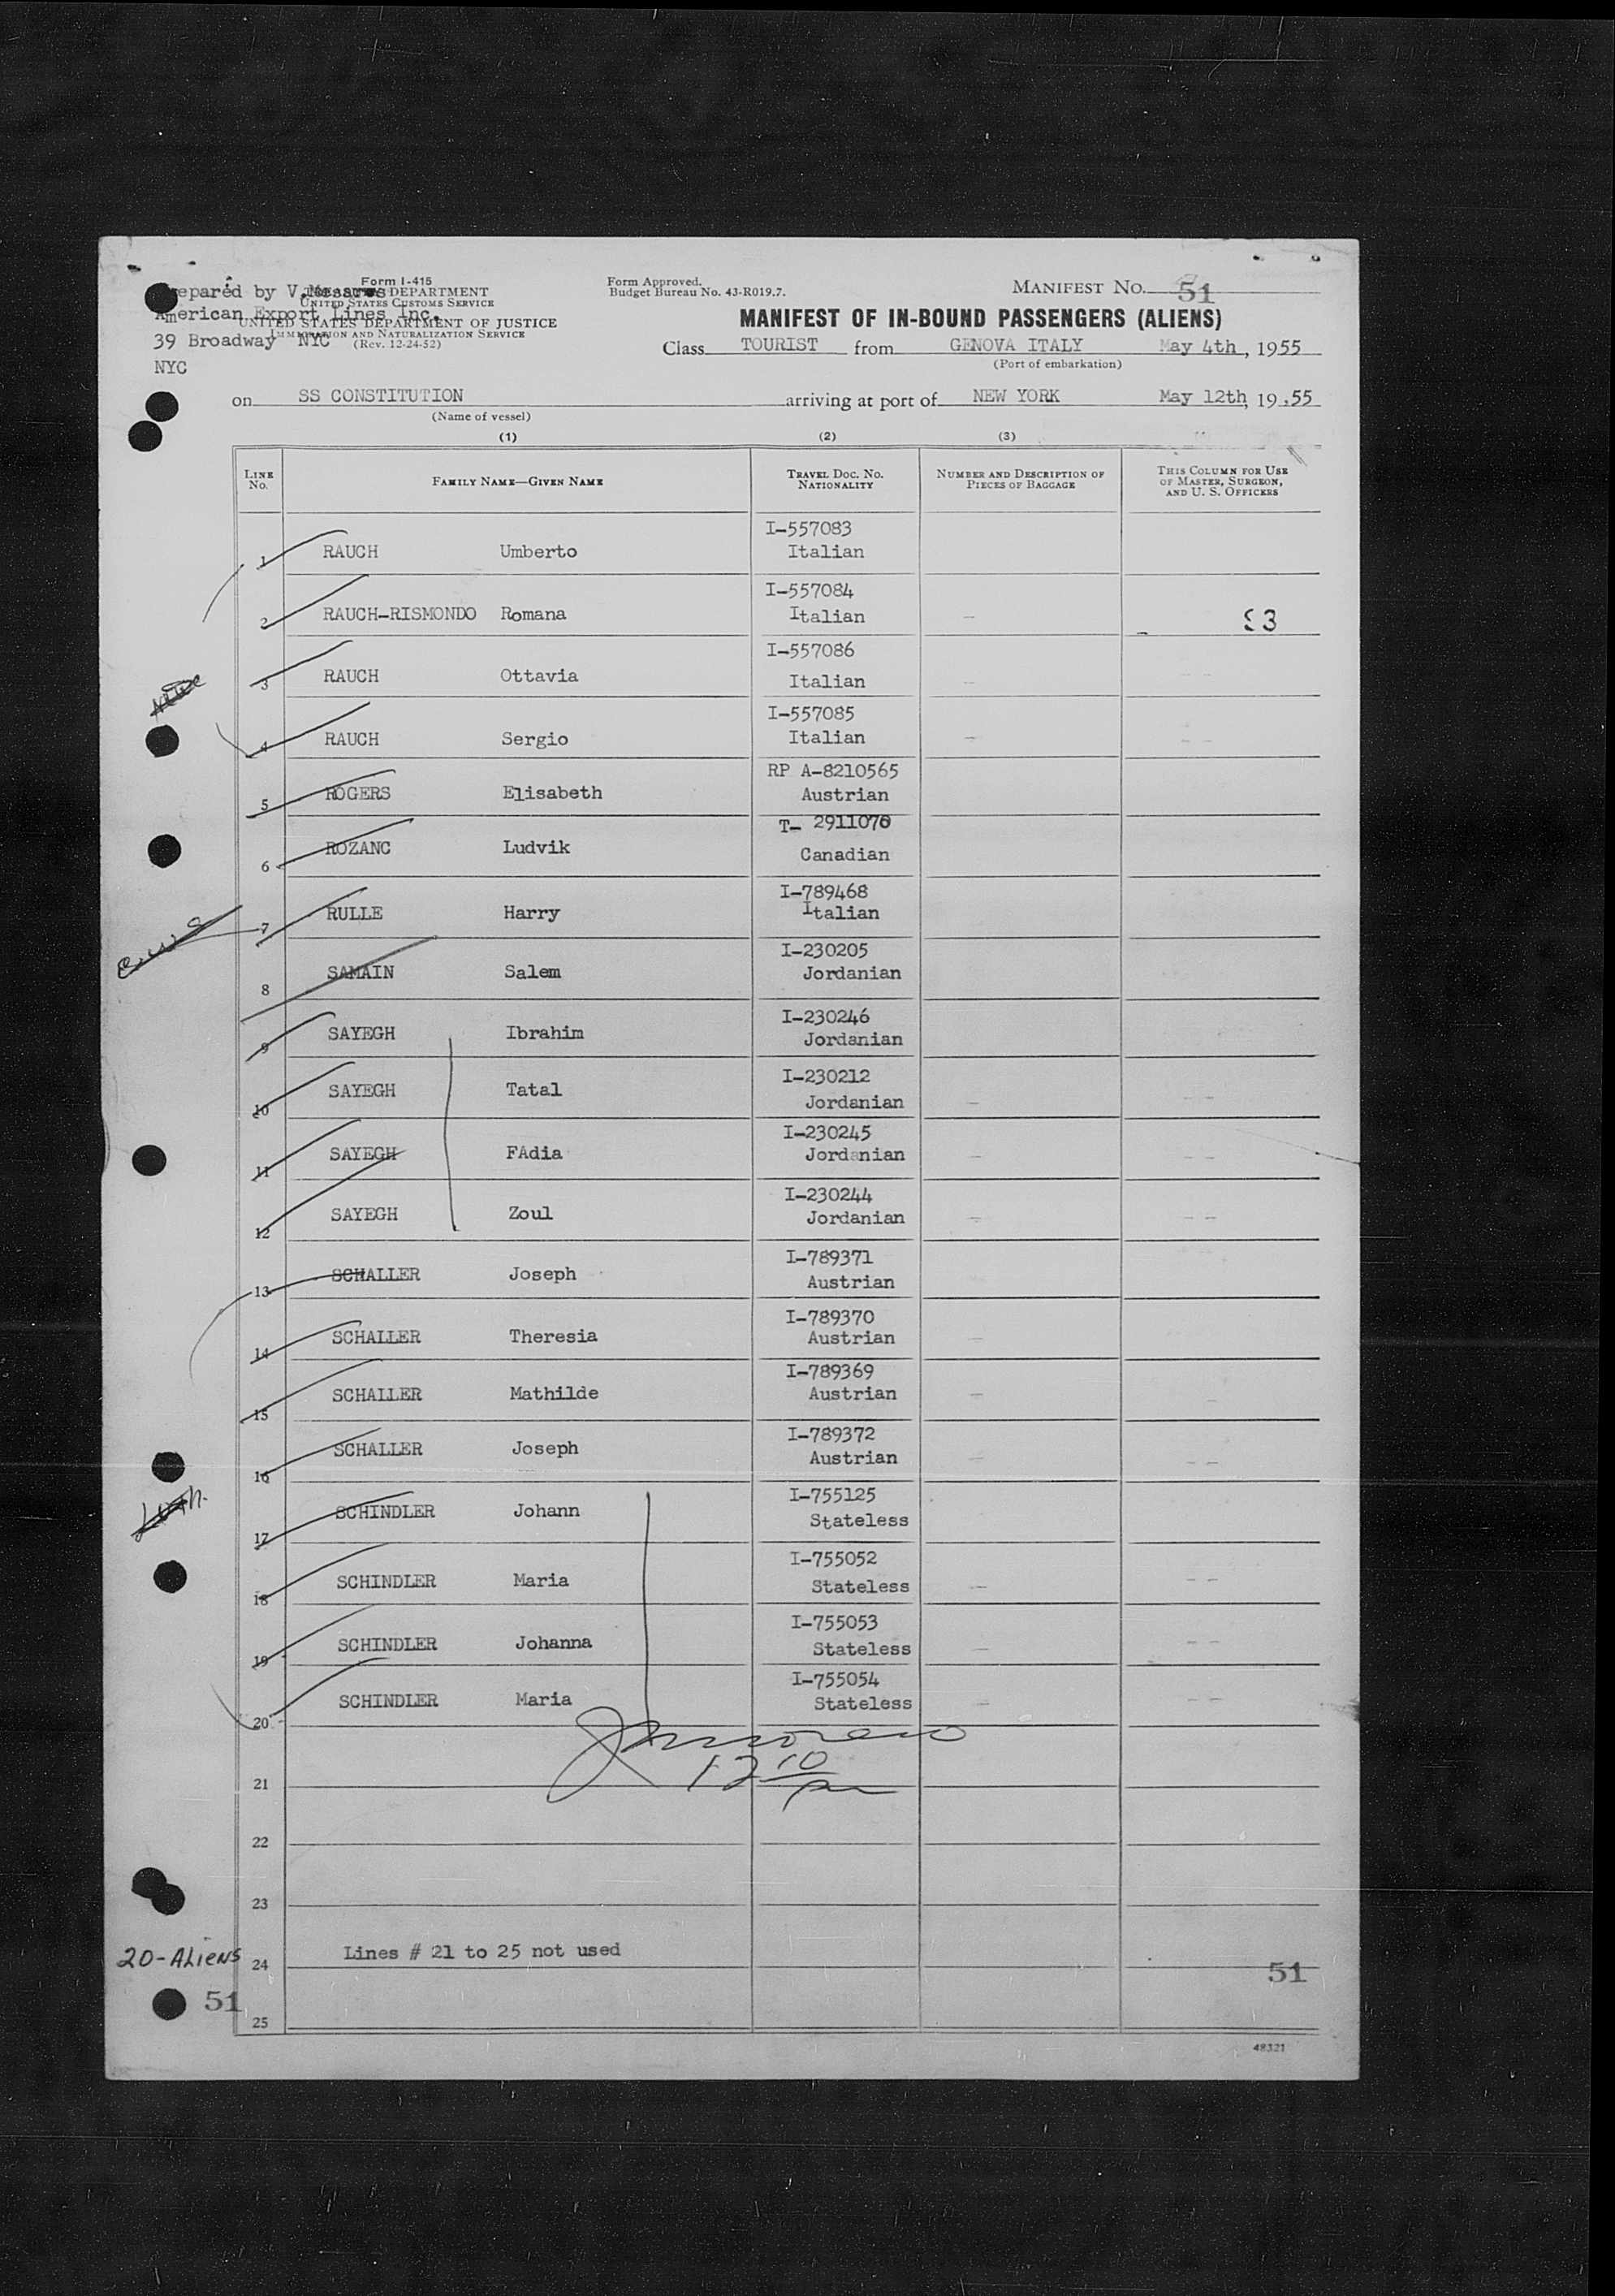 Form I-415
Prepared by V.
TREASURY DEPARTMENT
UNITED STATES CUSTOMS SERVICE
American Export Lines Inc.
UNITED STATES DEPARTMENT OF JUSTICE
IMMIGRATION AND NATURALIZATION SERVICE
39 Broadway NYC
(Rev. 12-24-52)
NYC
Form Approved.
Budget Bureau No. 43-R019.7.
MANIFEST NO. 51
MANIFEST OF IN-BOUND PASSENGERS (ALIENS)
Class TOURIST from GENOVA ITALY May 4th, 1955
(Port of embarkation)
on SS CONSTITUTION arriving at port of NEW YORK May 12th, 19.55
(Name of vessel)
(1) (2) (3)
LINE NO. FAMILY NAME—GIVEN NAME TRAVEL DOC. NO. NATIONALITY NUMBER AND DESCRIPTION OF PIECES OF BAGGAGE THIS COLUMN FOR USE OF MASTER, SURGEON, AND U. S. OFFICERS
1 RAUCH Umberto I-557083 Italian
2 RAUCH-RISMONDO Romana I-557084 Italian
3 RAUCH Ottavia I-557086 Italian
4 RAUCH Sergio I-557085 Italian
5 ROGERS Elisabeth RP A-8210565 Austrian
6 ROZANC Ludvik T- 2911070 Canadian
7 RULLE Harry I-789468 Italian
8 SAMAIN Salem I-230205 Jordanian
9 SAYEGH Ibrahim I-230246 Jordanian
10 SAYEGH Tatal I-230212 Jordanian
11 SAYEGH FAdia I-230245 Jordanian
12 SAYEGH Zoul I-230244 Jordanian
13 SCHALLER Joseph I-789371 Austrian
14 SCHALLER Theresia I-789370 Austrian
15 SCHALLER Mathilde I-789369 Austrian
16 SCHALLER Joseph I-789372 Austrian
17 SCHINDLER Johann I-755125 Stateless
18 SCHINDLER Maria I-755052 Stateless
19 SCHINDLER Johanna I-755053 Stateless
20 SCHINDLER Maria I-755054 Stateless
12 10
pm
21
22
23
20-ALiens
24 Lines # 21 to 25 not used
51
51
25
48321